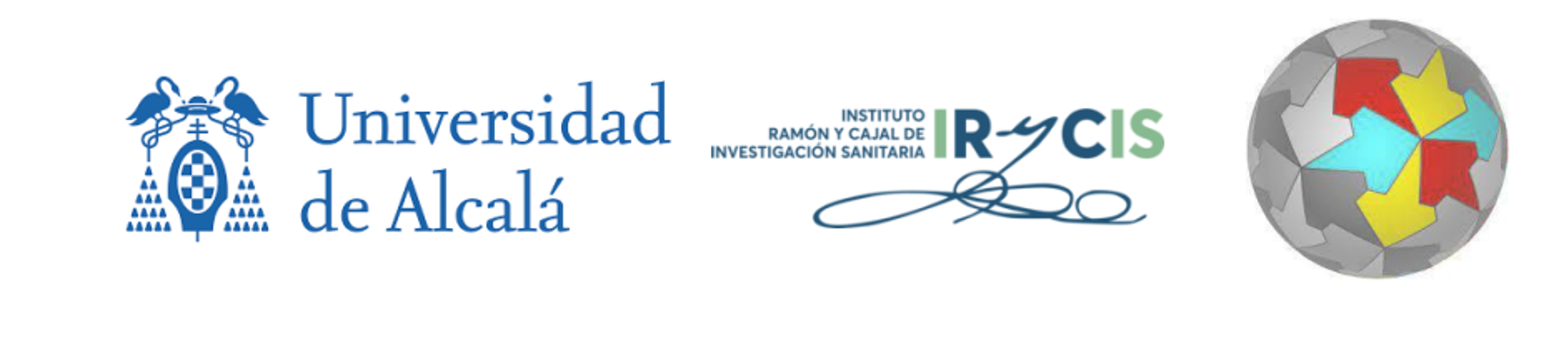 Universidad
de Alcalá
INSTITUTO
RAMÓN Y CAJAL DE
INVESTIGACIÓN SANITARIA
IRyCIS